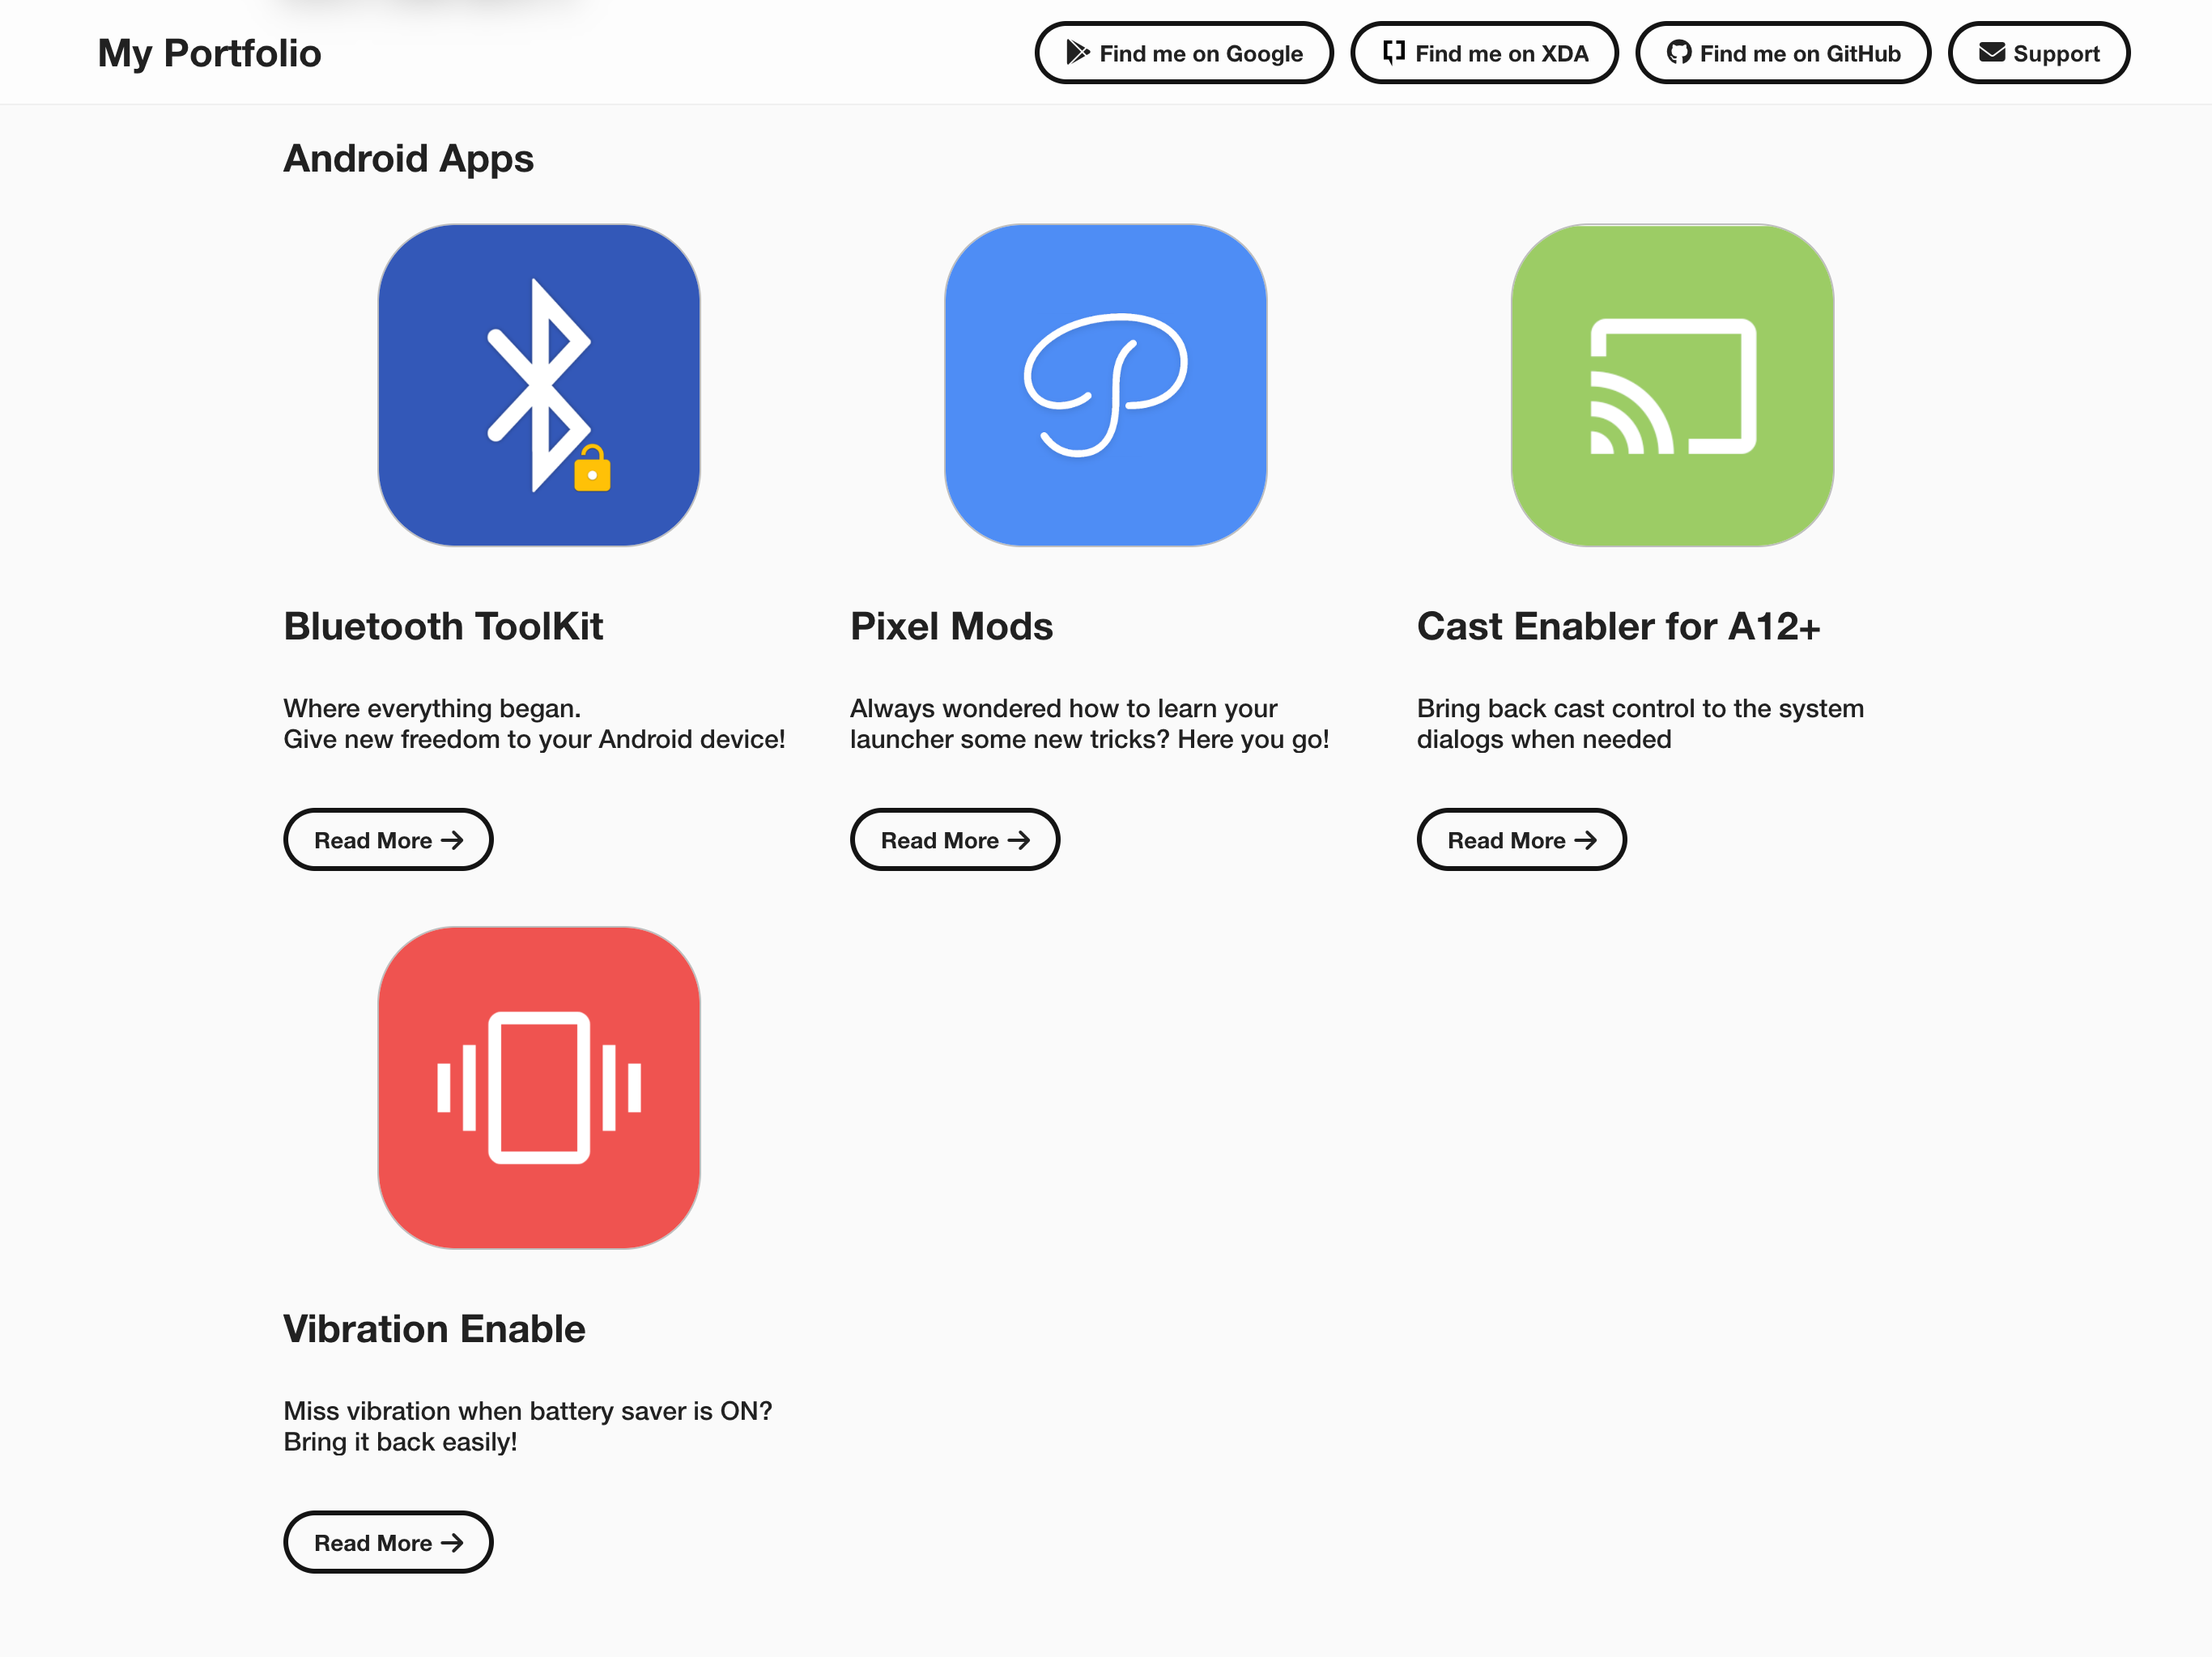 My Portfolio
Find me on Google
Find me on XDA
Find me on GitHub
Support
Android Apps
Bluetooth ToolKit
Where everything began.
Give new freedom to your Android device!
Read More
Pixel Mods
Always wondered how to learn your
launcher some new tricks? Here you go!
Read More
Cast Enabler for A12+
Bring back cast control to the system
dialogs when needed
Read More
Vibration Enable
Miss vibration when battery saver is ON?
Bring it back easily!
Read More